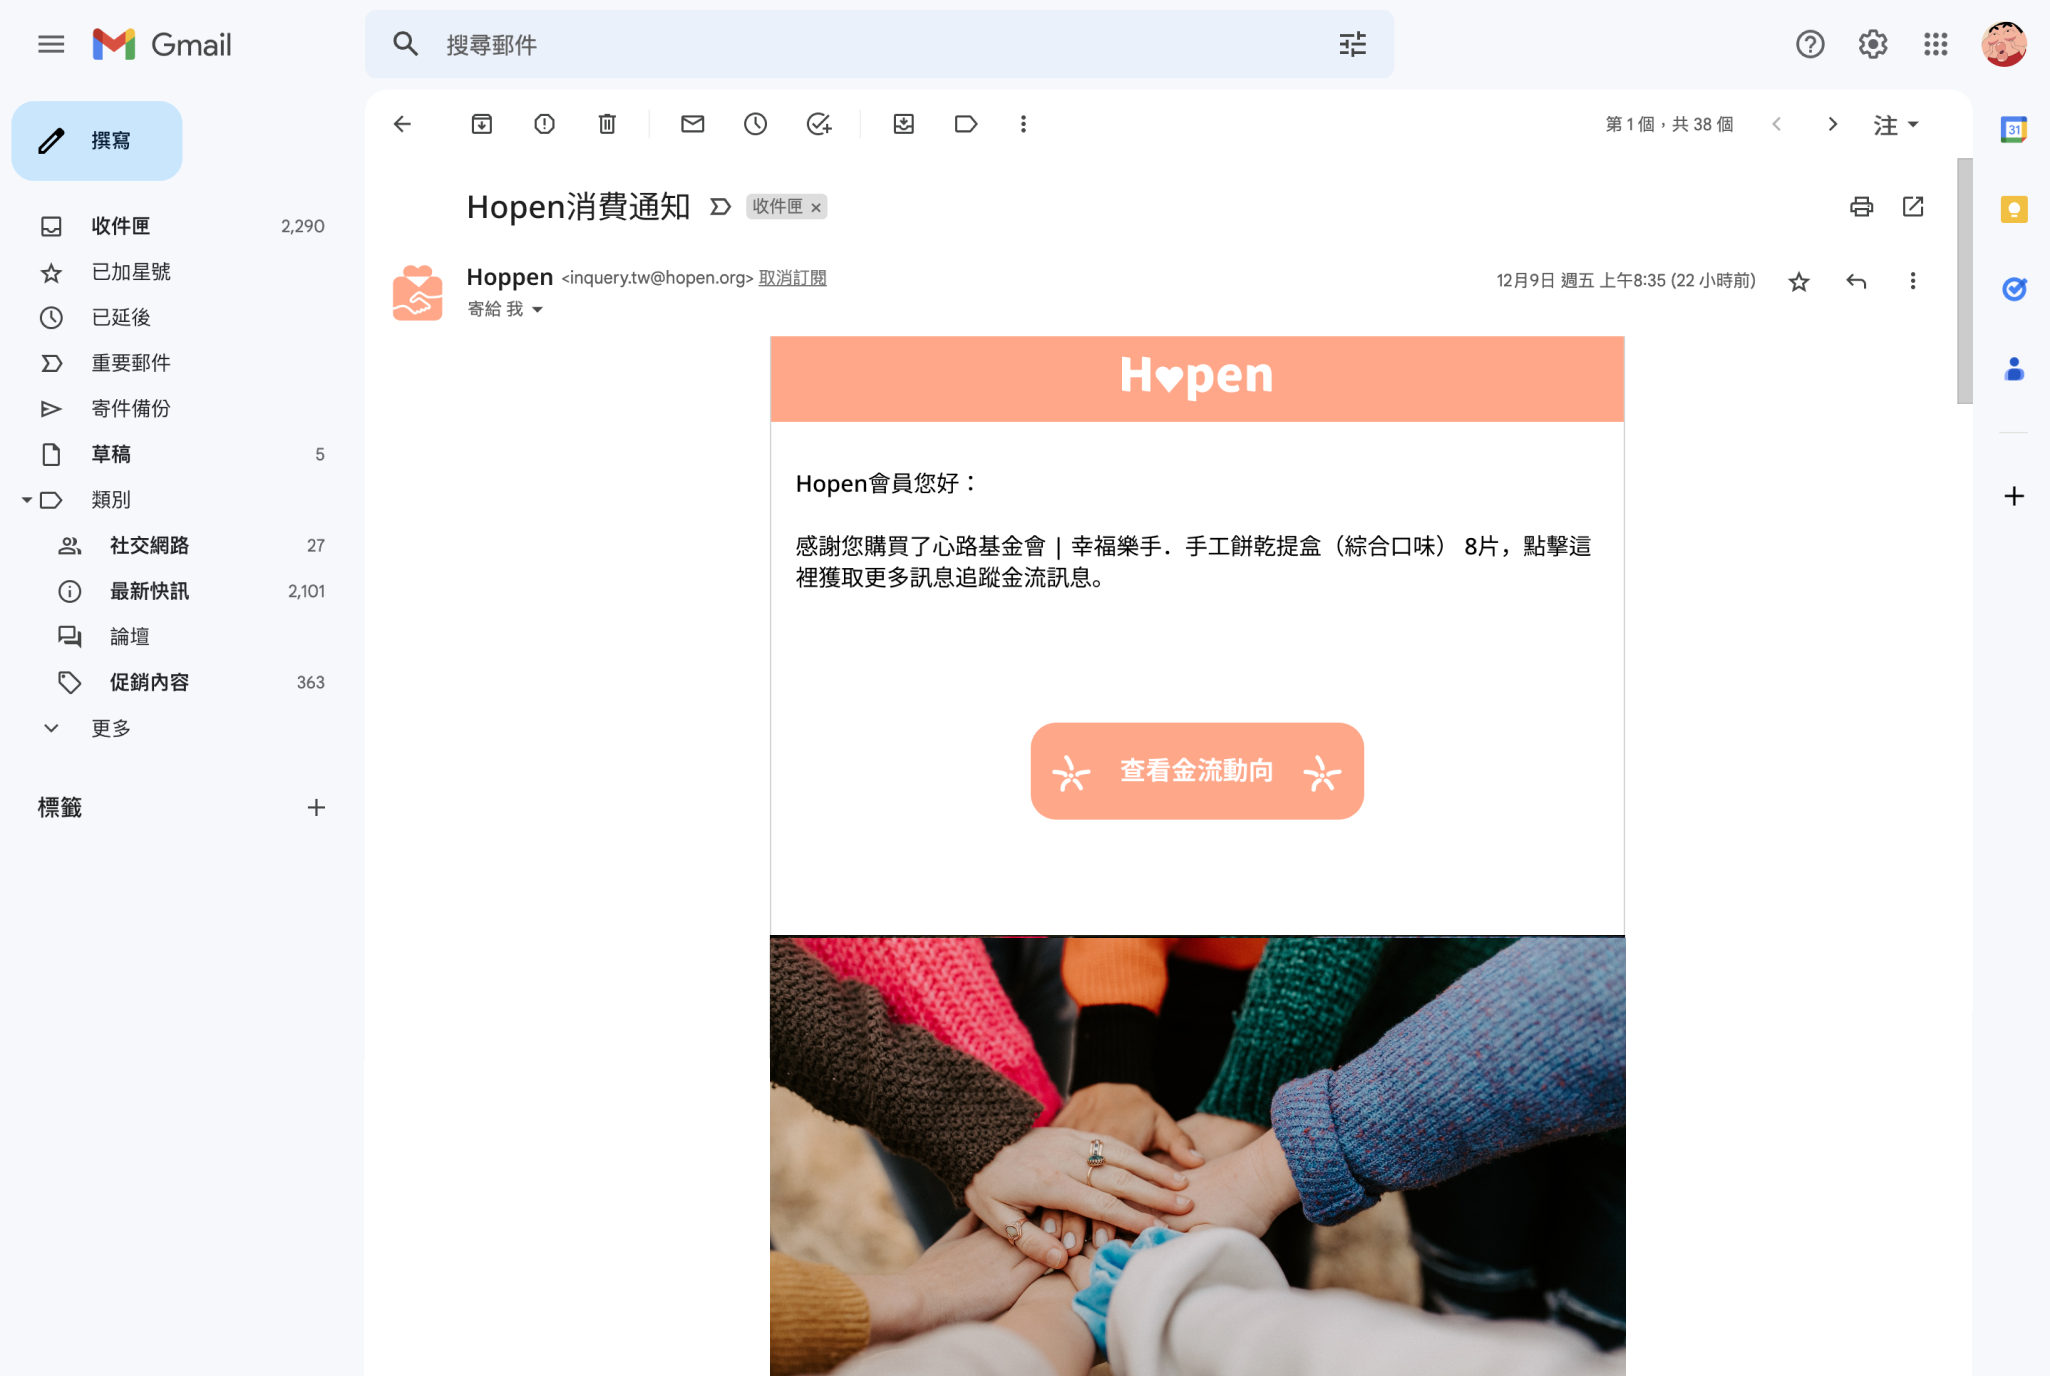 Gmail
搜尋郵件
撰寫
收件匣 2,290
已加星號
已延後
重要郵件
寄件備份
草稿 5
類別
社交網路 27
最新快訊 2,101
論壇
促銷內容 363
更多
標籤
第 1 個，共 38 個
注
Hopen消費通知 收件匣 ×
Hoppen <inquery.tw@hopen.org> 取消訂閱
寄給 我
12月9日 週五 上午8:35 (22 小時前)
H♥pen
Hopen會員您好：
感謝您購買了心路基金會 | 幸福樂手．手工餅乾提盒（綜合口味） 8片，點擊這
裡獲取更多訊息追蹤金流訊息。
查看金流動向
31